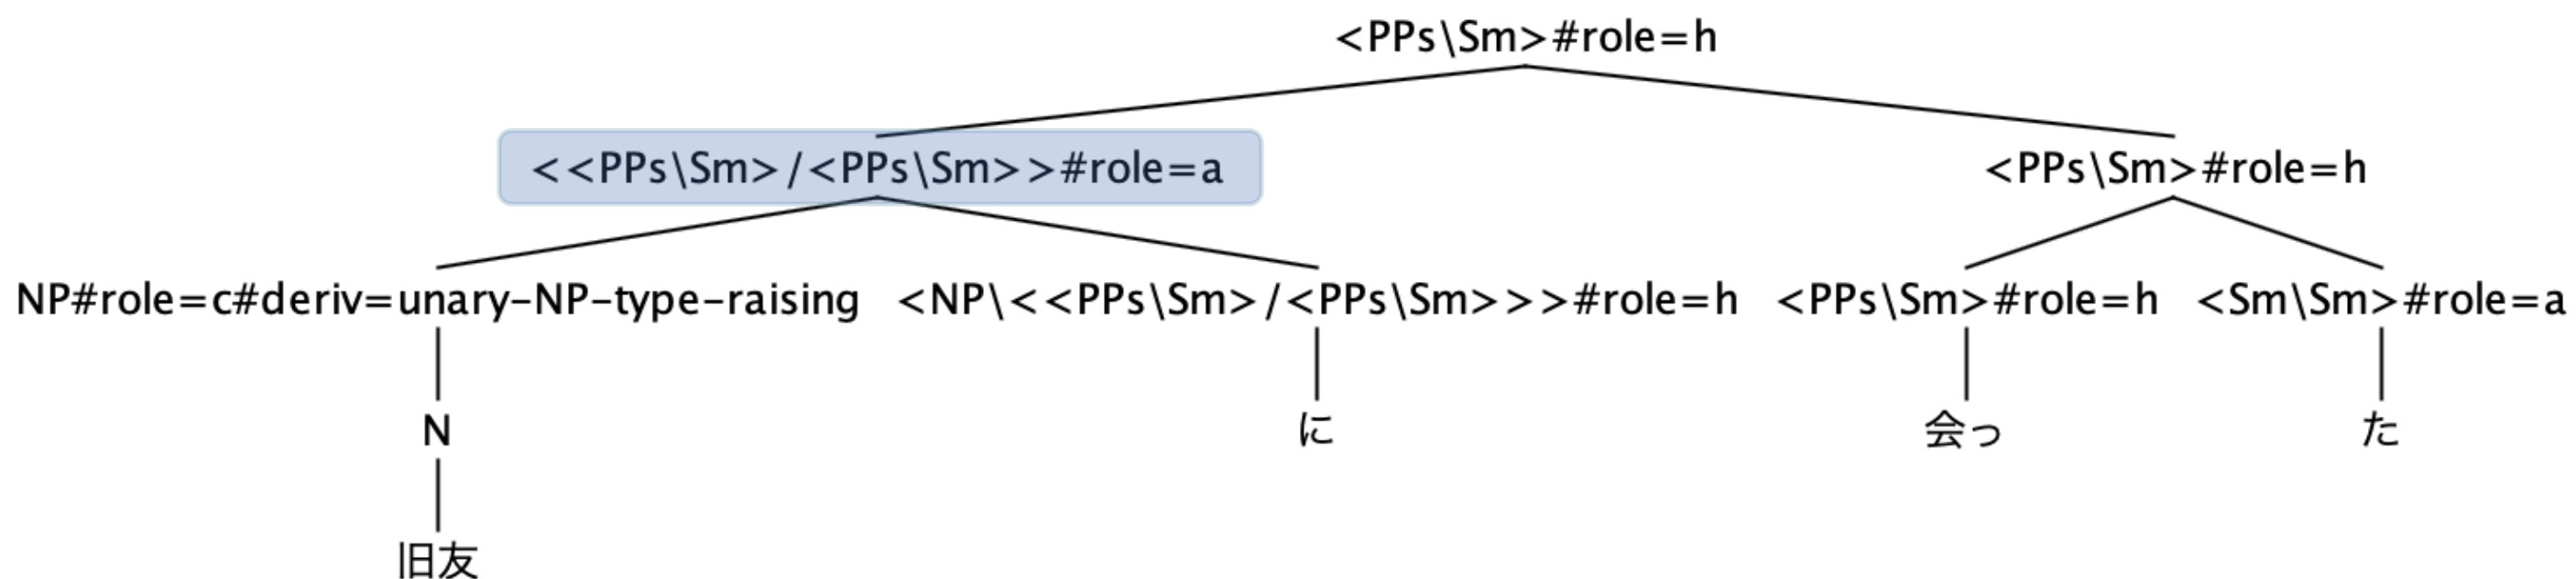 <PPs\Sm>#role=h
<<PPs\Sm>/<PPs\Sm>>#role=a <PPs\Sm>#role=h
NP#role=c#deriv=unary-NP-type-raising <NP\<<PPs\Sm>/<PPs\Sm>>>#role=h <PPs\Sm>#role=h <Sm\Sm>#role=a
N に 会っ た
旧友